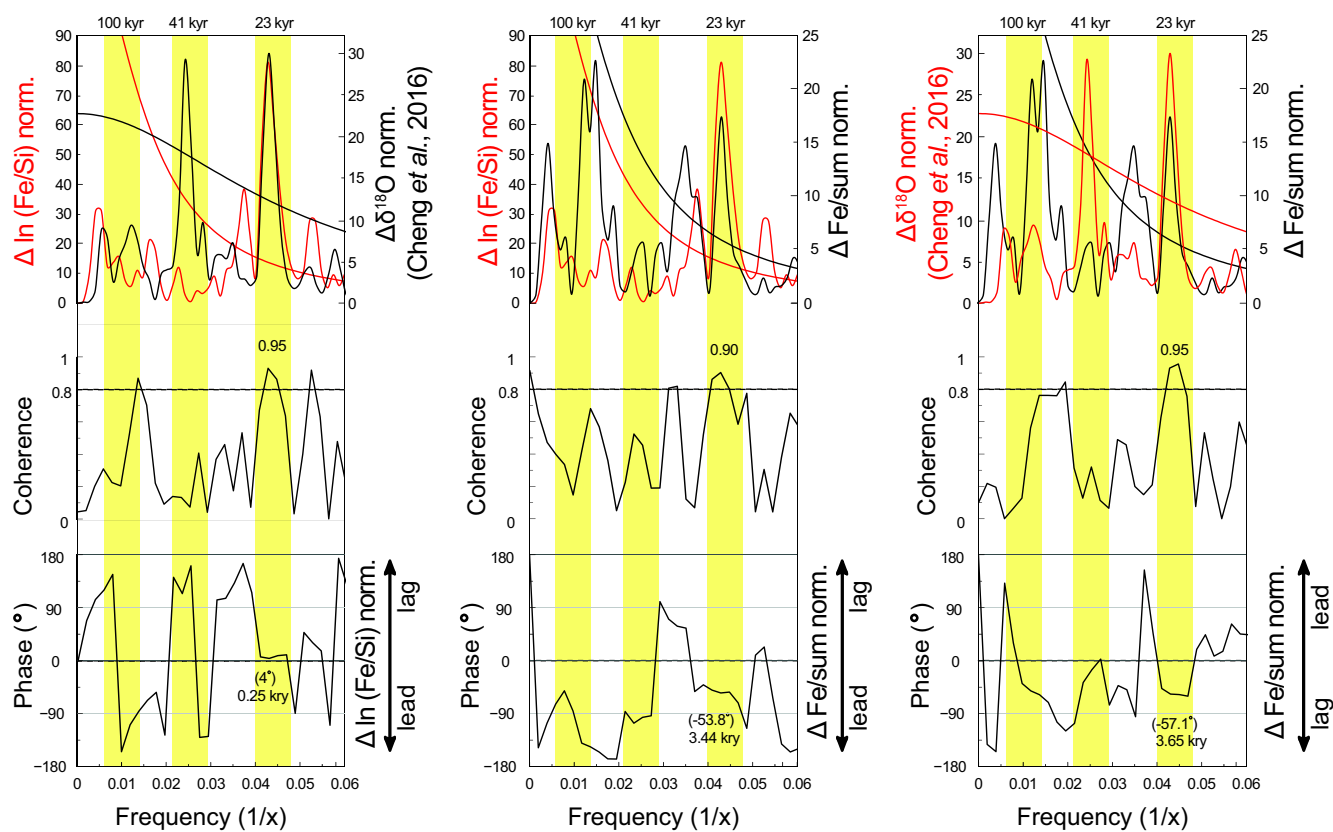 100 kyr 41 kyr 23 kyr
90
80
70
60
50
40
30
20
10
0
Δ ln (Fe/Si) norm.
30
25
20
15
10
5
0
Δδ18O norm.
(Cheng et al., 2016)
0.95
1
0.8
0
Coherence
180
90
0
−90
−180
Phase (°)
(4°)
0.25 kry
lag
lead
Δ ln (Fe/Si) norm.
0 0.01 0.02 0.03 0.04 0.05 0.06
Frequency (1/x)
100 kyr 41 kyr 23 kyr
90
80
70
60
50
40
30
20
10
0
Δ ln (Fe/Si) norm.
25
20
15
10
5
0
Δ Fe/sum norm.
0.90
1
0.8
0
Coherence
180
90
0
−90
−180
Phase (°)
(-53.8°)
3.44 kry
lag
lead
Δ Fe/sum norm.
0 0.01 0.02 0.03 0.04 0.05 0.06
Frequency (1/x)
100 kyr 41 kyr 23 kyr
30
25
20
15
10
5
0
Δδ18O norm.
(Cheng et al., 2016)
25
20
15
10
5
0
Δ Fe/sum norm.
0.95
1
0.8
0
Coherence
180
90
0
−90
−180
Phase (°)
(-57.1°)
3.65 kry
lead
lag
Δ Fe/sum norm.
0 0.01 0.02 0.03 0.04 0.05 0.06
Frequency (1/x)